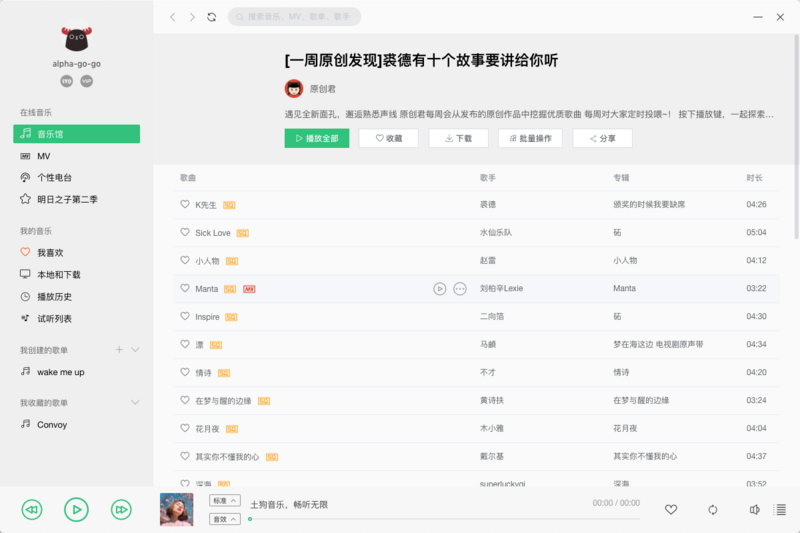 搜索音乐，MV，歌单，歌手
alpha-go-go
LV0 VIP
在线音乐
音乐馆
MV
个性电台
明日之子第二季
我的音乐
我喜欢
本地和下载
播放历史
试听列表
我创建的歌单
wake me up
我收藏的歌单
Convoy
[一周原创发现]裘德有十个故事要讲给你听
原创君
遇见全新面孔，邂逅熟悉声线 原创君每周会从发布的原创作品中挖掘优质歌曲 每周对大家定时投喂~！ 按下播放键，一起探索…
播放全部 收藏 下载 批量操作 分享
歌曲 歌手 专辑 时长
K先生 SQ 裘德 颁奖的时候我要缺席 04:26
Sick Love SQ 水仙乐队 砳 05:04
小人物 SQ 赵雷 小人物 04:12
Manta SQ MV 刘柏辛Lexie Manta 03:22
Inspire SQ 二向箔 砳 04:30
漂 SQ 马頔 梦在海这边 电视剧原声带 04:34
情诗 SQ 不才 情诗 04:20
在梦与醒的边缘 SQ 黄诗扶 在梦与醒的边缘 03:24
花月夜 SQ 木小雅 花月夜 04:04
其实你不懂我的心 SQ 戴尔基 其实你不懂我的心 04:37
深海 SQ superluckyqi 深海 03:52
标准
音效
土狗音乐，畅听无限
00:00 / 00:00